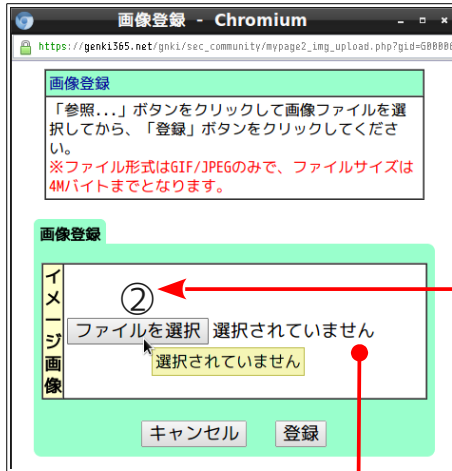 画像登録 - Chromium
https://genki365.net/gnki/sec_community/mypage2_img_upload.php?gid=G0000
画像登録
「参照...」ボタンをクリックして画像ファイルを選
択してから、「登録」ボタンをクリックしてくださ
い。
※ファイル形式はGIF/JPEGのみで、ファイルサイズは
4Mバイトまでとなります。
画像登録
イメージ画像
②
ファイルを選択 選択されていません
選択されていません
キャンセル 登録